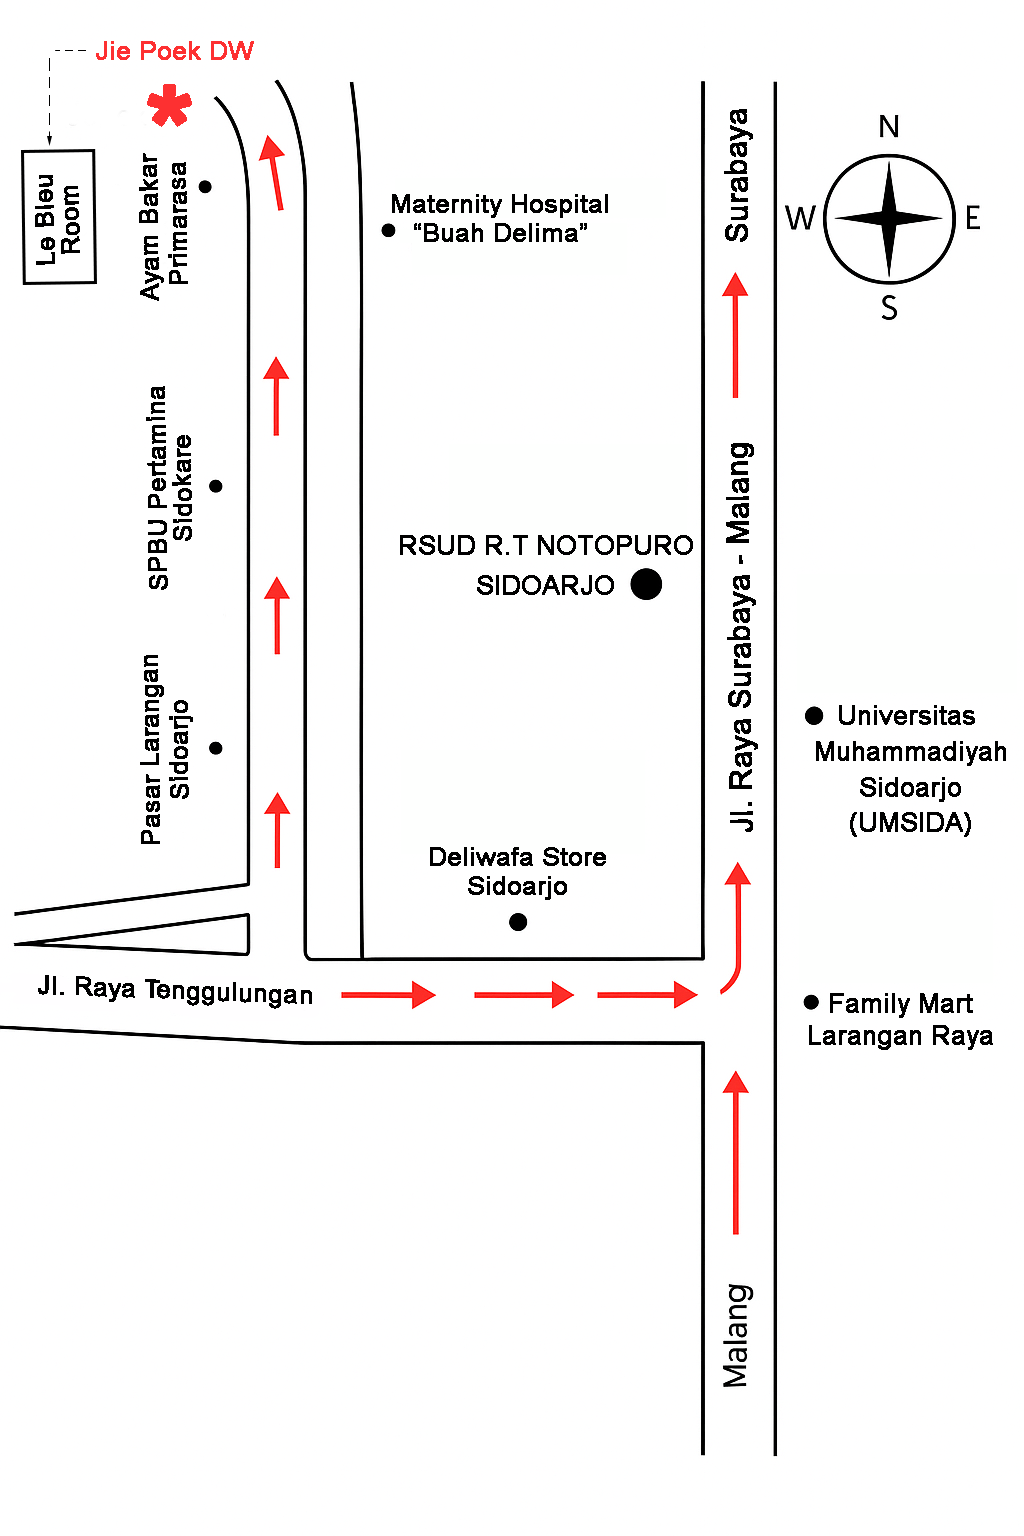 Jie Poek DW
Le Bleu
Room
Ayam Bakar
Primarasa
Maternity Hospital
“Buah Delima”
Surabaya
N
W
E
S
SPBU Pertamina
Sidokare
RSUD R.T NOTOPURO
SIDOARJO
Jl. Raya Surabaya - Malang
Pasar Larangan
Sidoarjo
Universitas
Muhammadiyah
Sidoarjo
(UMSIDA)
Deliwafa Store
Sidoarjo
Jl. Raya Tenggulungan
Family Mart
Larangan Raya
Malang